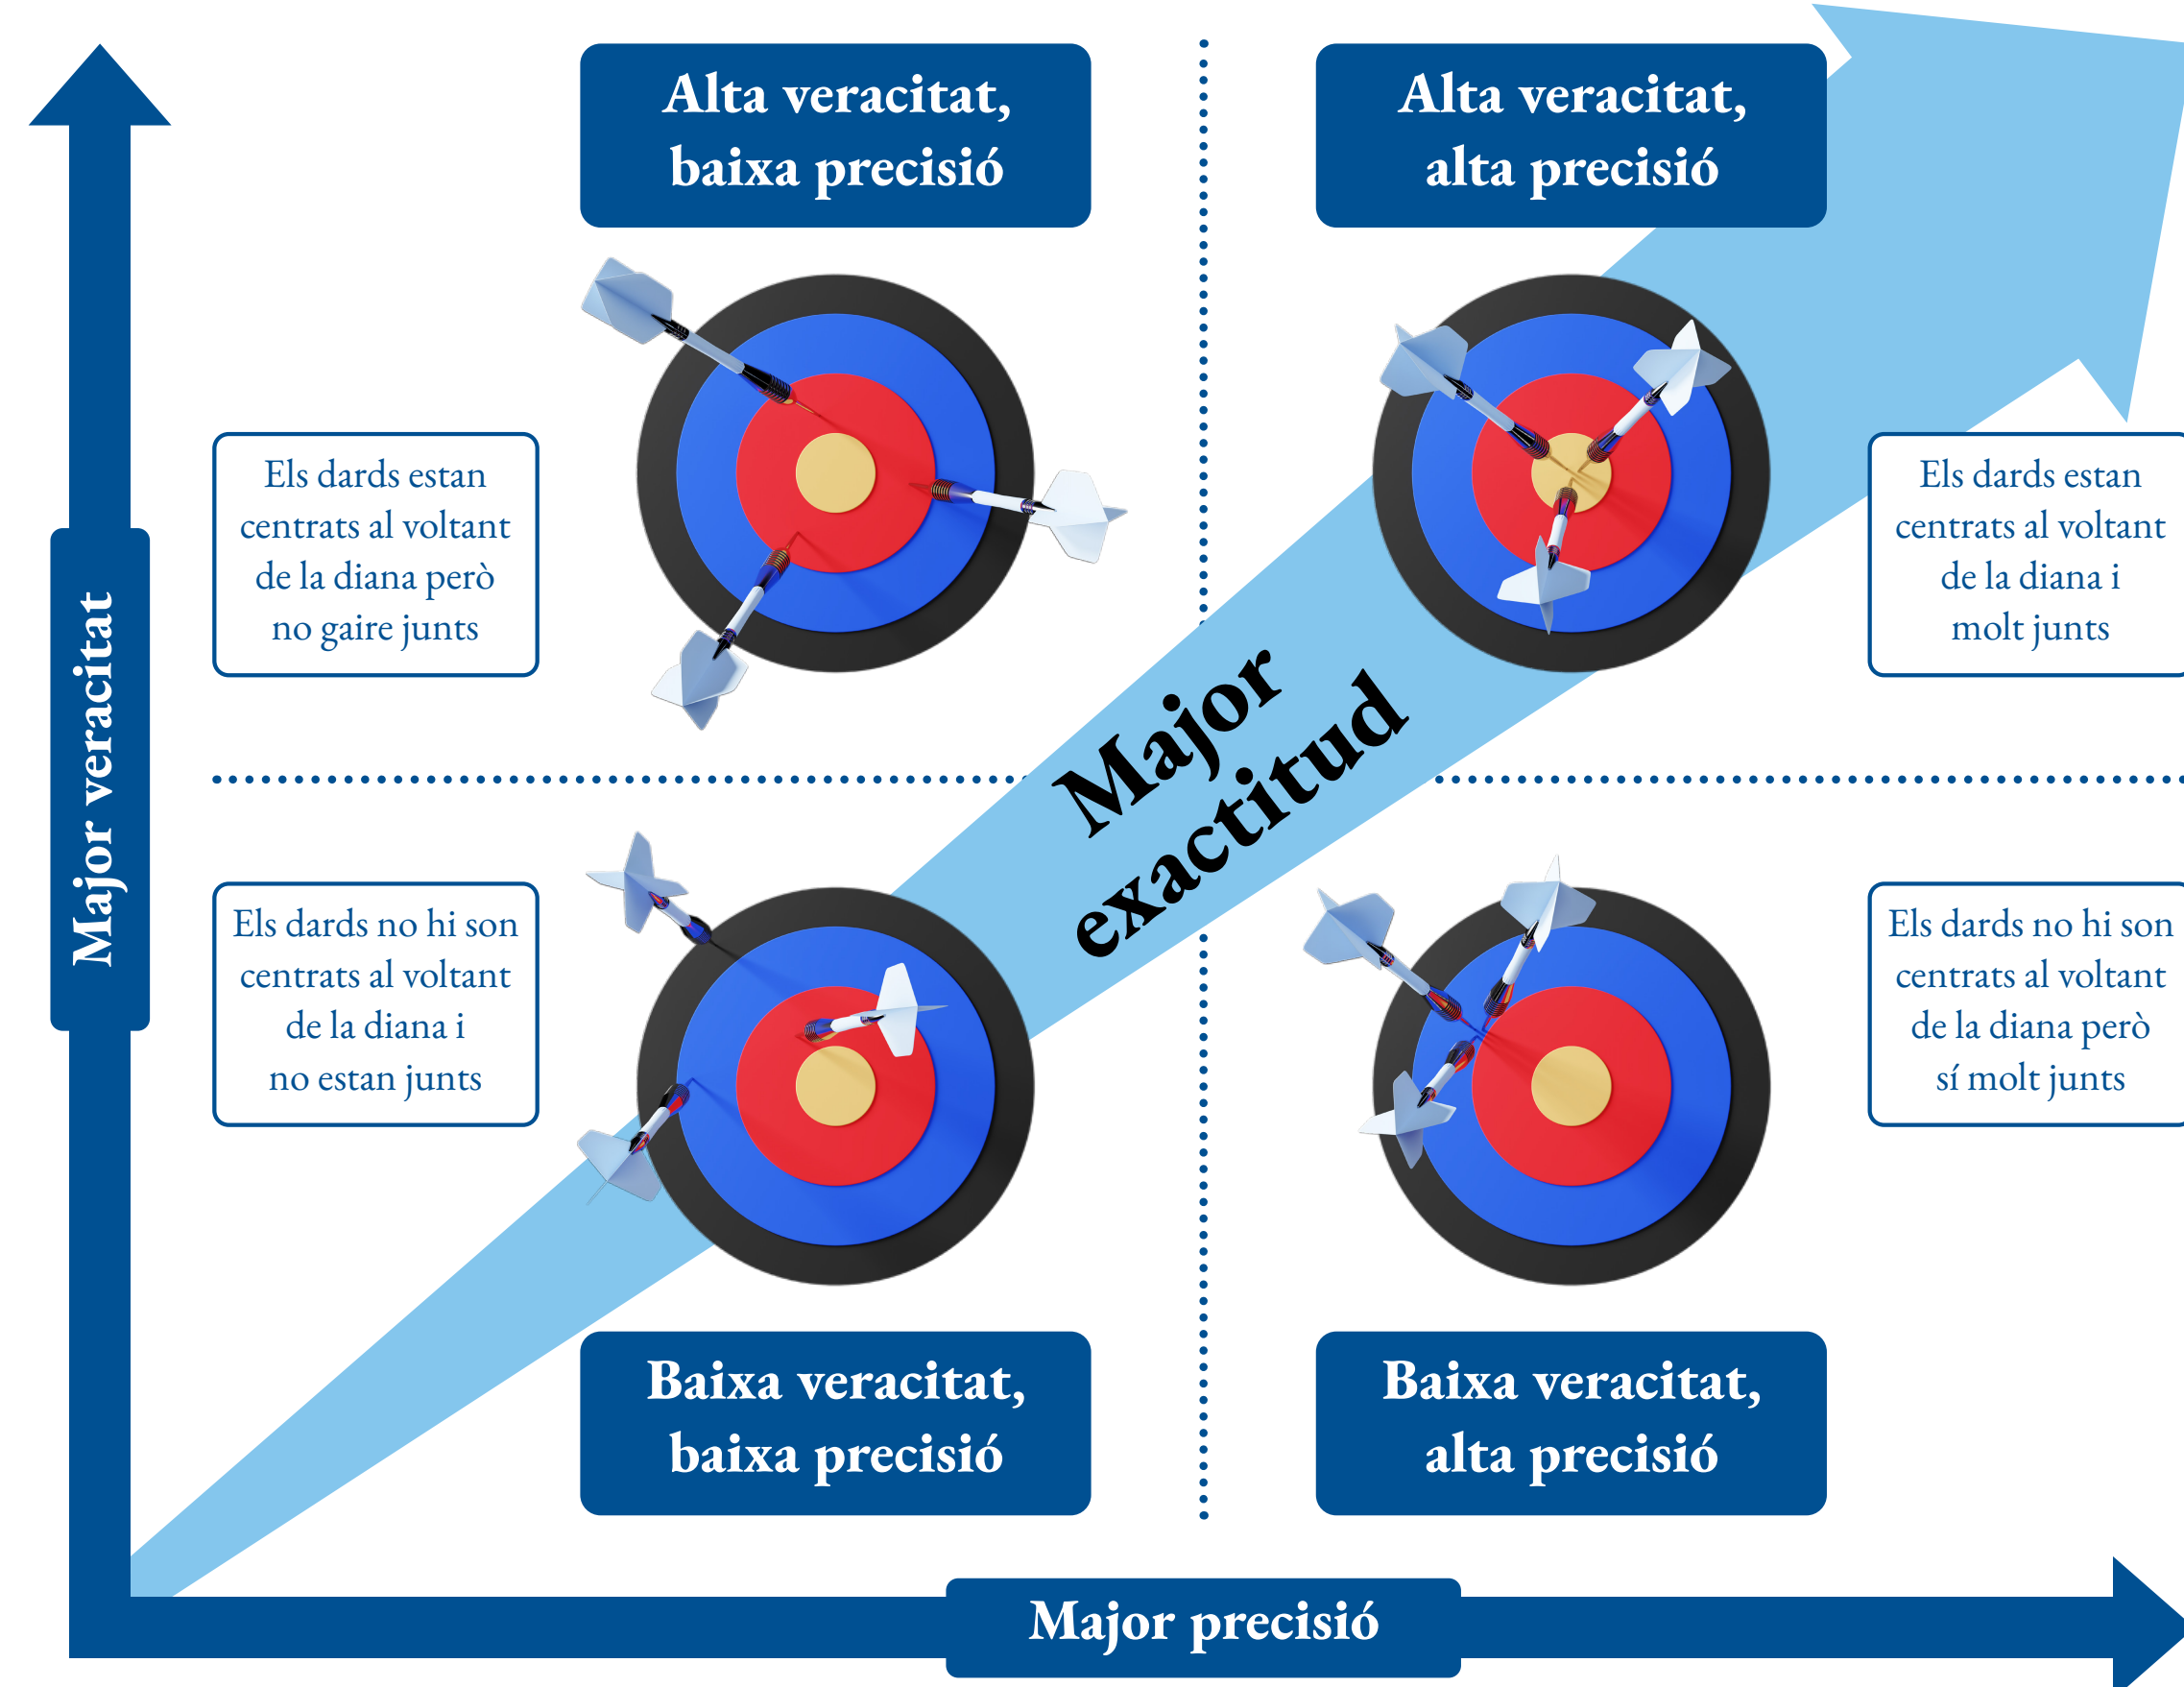 Alta veracitat,
baixa precisió
Alta veracitat,
alta precisió
Els dards estan
centrats al voltant
de la diana però
no gaire junts
Els dards estan
centrats al voltant
de la diana i
molt junts
Major veracitat
Major
exactitud
Els dards no hi son
centrats al voltant
de la diana i
no estan junts
Els dards no hi son
centrats al voltant
de la diana però
sí molt junts
Baixa veracitat,
baixa precisió
Baixa veracitat,
alta precisió
Major precisió